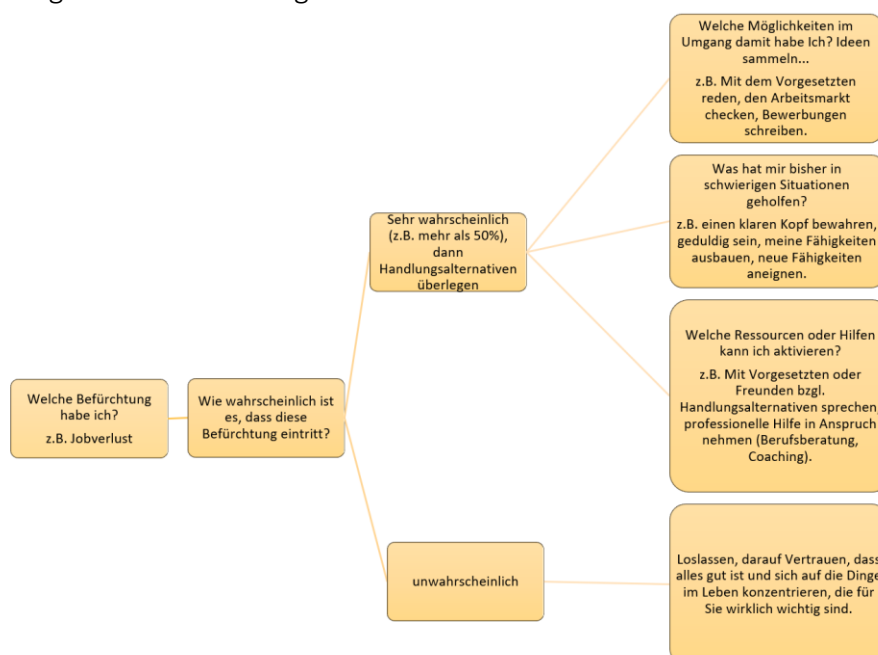 Welche Befürchtung
habe ich?
z.B. Jobverlust
Wie wahrscheinlich ist
es, dass diese
Befürchtung eintritt?
Sehr wahrscheinlich
(z.B. mehr als 50%),
dann
Handlungsalternativen
überlegen
Welche Möglichkeiten im
Umgang damit habe Ich? Ideen
sammeln...
z.B. Mit dem Vorgesetzten
reden, den Arbeitsmarkt
checken, Bewerbungen
schreiben.
Was hat mir bisher in
schwierigen Situationen
geholfen?
z.B. einen klaren Kopf bewahren,
geduldig sein, meine Fähigkeiten
ausbauen, neue Fähigkeiten
aneignen.
Welche Ressourcen oder Hilfen
kann ich aktivieren?
z.B. Mit Vorgesetzten oder
Freunden bzgl.
Handlungsalternativen sprechen,
professionelle Hilfe in Anspruch
nehmen (Berufsberatung,
Coaching).
unwahrscheinlich
Loslassen, darauf Vertrauen, dass
alles gut ist und sich auf die Dinge
im Leben konzentrieren, die für
Sie wirklich wichtig sind.